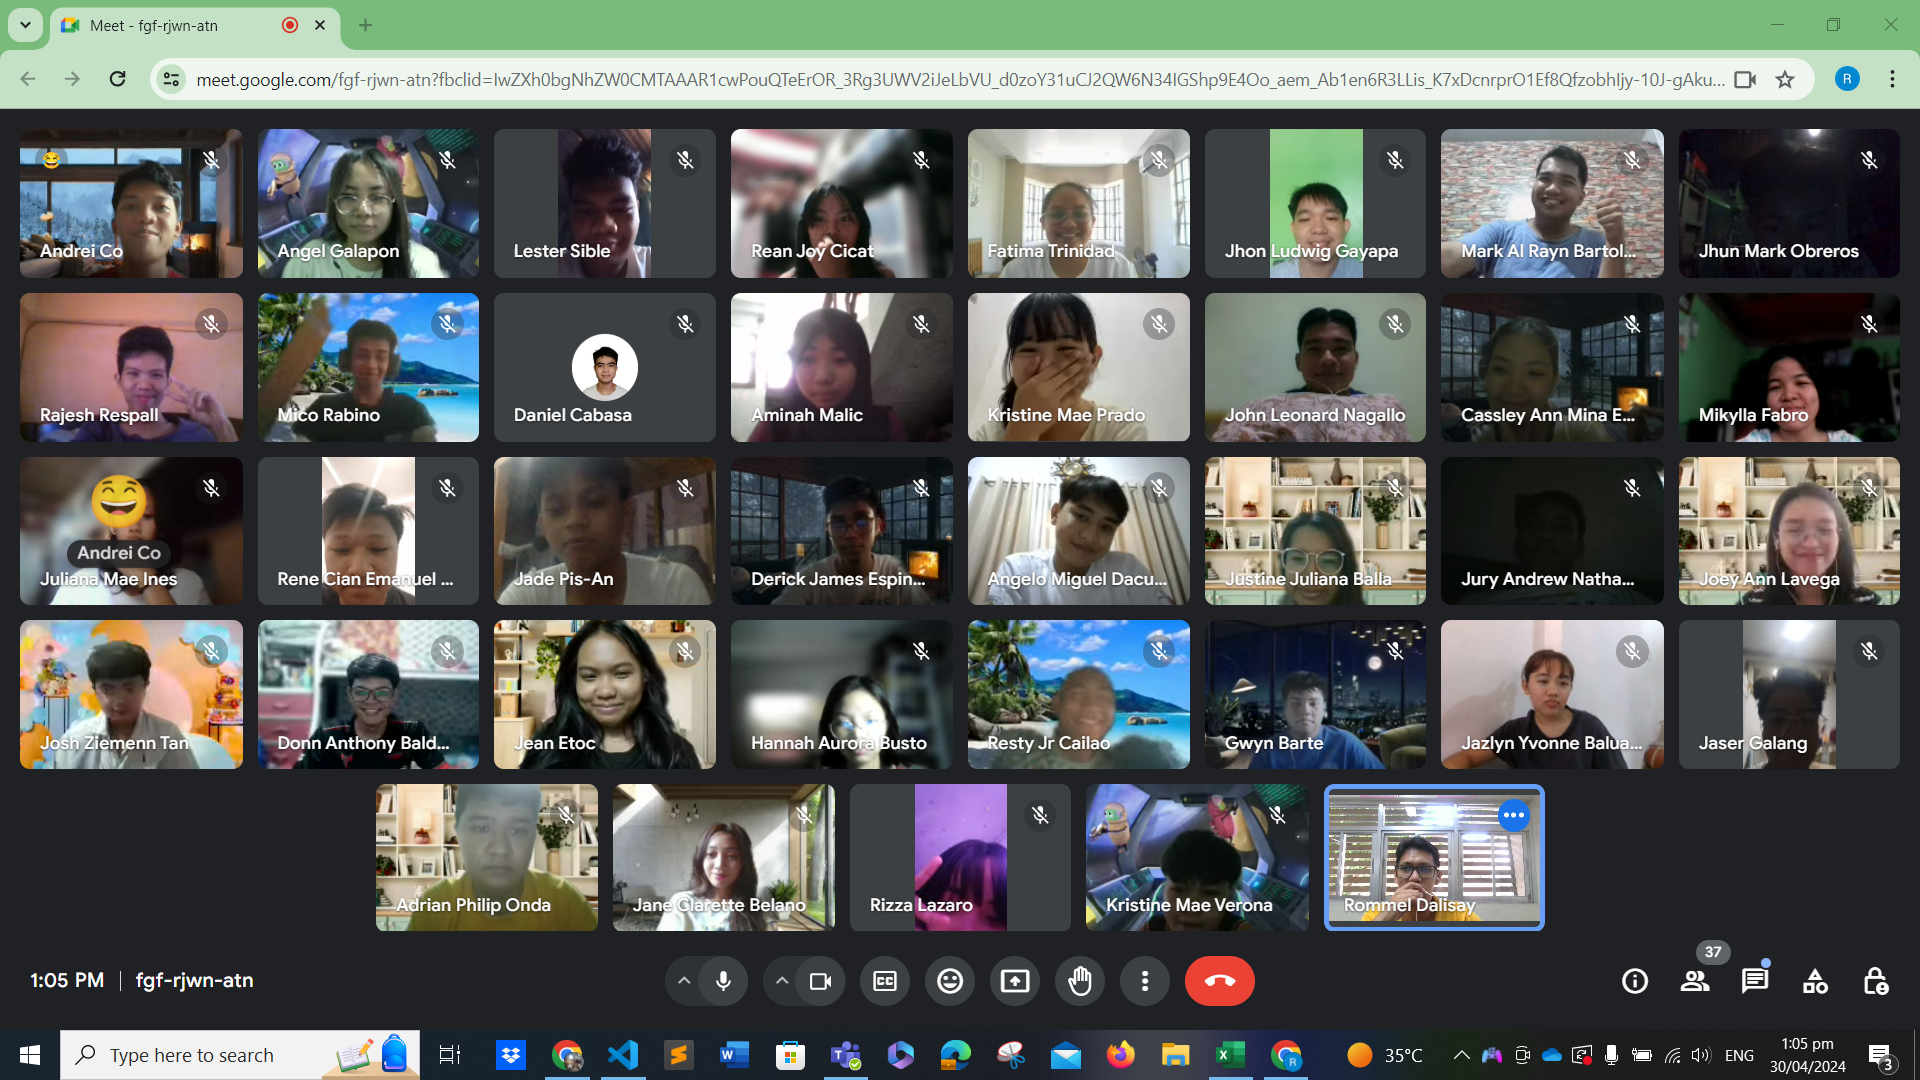 Meet - fgf-rjwn-atn
meet.google.com/fgf-rjwn-atn?fbclid=IwZXh0bgNhZW0CMTAAAR1cwPouQTeErOR_3Rg3UWV2iJeLbVU_d0zoY31uCJ2QW6N34IGShp9E4Oo_aem_Ab1en6R3LLis_K7xDcnrprO1Ef8QfzobhIjy-10J-gAku...
R
Andrei Co
Angel Galapon
Lester Sible
Rean Joy Cicat
Fatima Trinidad
Jhon Ludwig Gayapa
Mark Al Rayn Bartol...
Jhun Mark Obreros
Rajesh Respall
Mico Rabino
Daniel Cabasa
Aminah Malic
Kristine Mae Prado
John Leonard Nagallo
Cassley Ann Mina E...
Mikylla Fabro
Andrei Co
Juliana Mae Ines
Rene Cian Emanuel ...
Jade Pis-An
Derick James Espin...
Angelo Miguel Dacu...
Justine Juliana Balla
Jury Andrew Natha...
Joey Ann Lavega
Josh Ziemenn Tan
Donn Anthony Bald...
Jean Etoc
Hannah Aurora Busto
Resty Jr Cailao
Gwyn Barte
Jazlyn Yvonne Balua...
Jaser Galang
Adrian Philip Onda
Jane Clarette Belano
Rizza Lazaro
Kristine Mae Verona
Rommel Dalisay
1:05 PM | fgf-rjwn-atn
CC
37
Type here to search
35°C
ENG
1:05 pm
30/04/2024
3